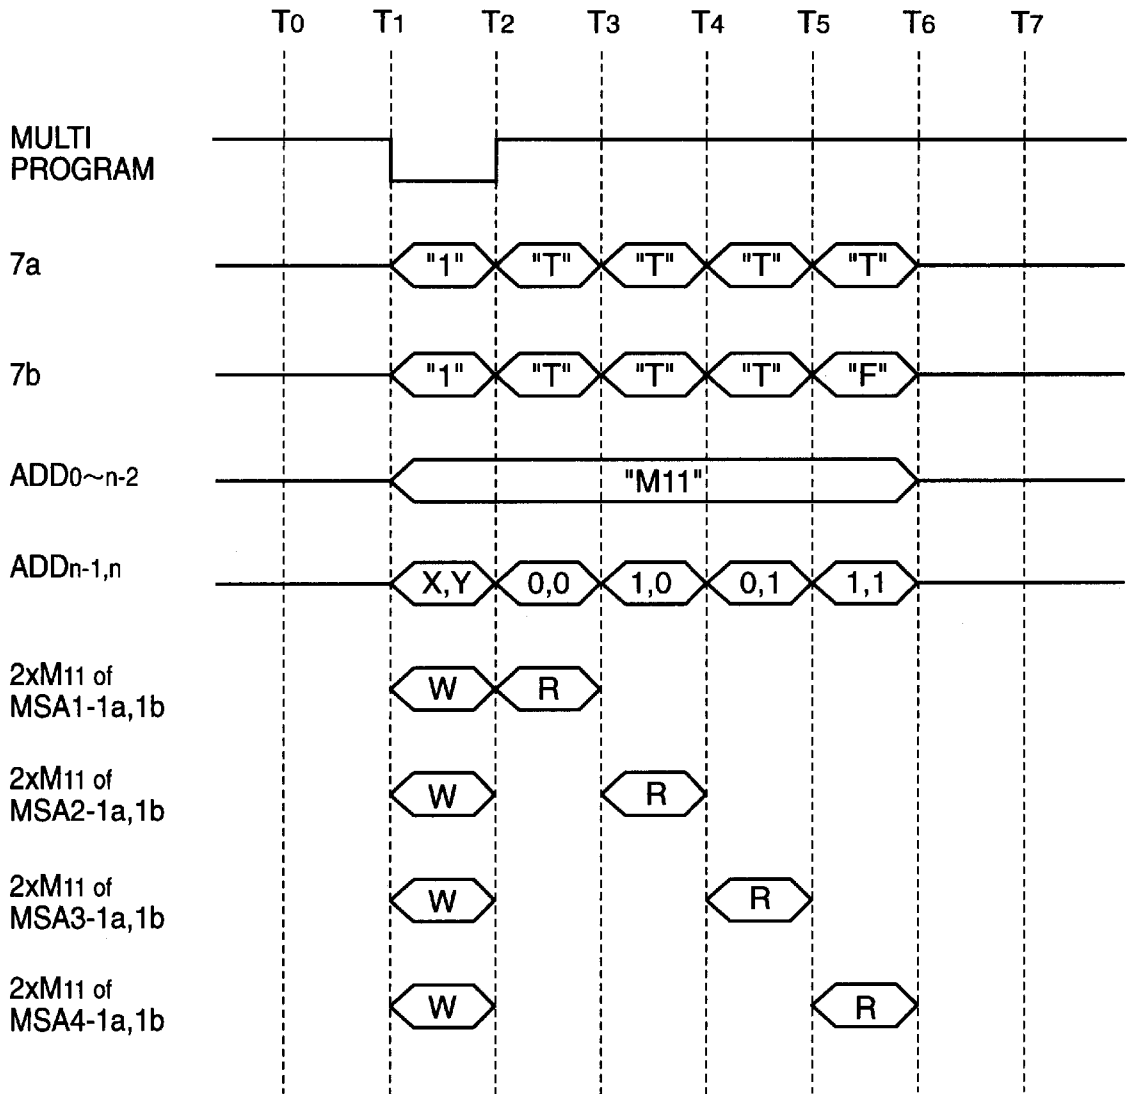 T0 T1 T2 T3 T4 T5 T6 T7
MULTI
PROGRAM
7a "1" "T" "T" "T" "T"
7b "1" "T" "T" "T" "F"
ADD0~n-2 "M11"
ADDn-1,n X,Y 0,0 1,0 0,1 1,1
2xM11 of
MSA1-1a,1b W R
2xM11 of
MSA2-1a,1b W R
2xM11 of
MSA3-1a,1b W R
2xM11 of
MSA4-1a,1b W R